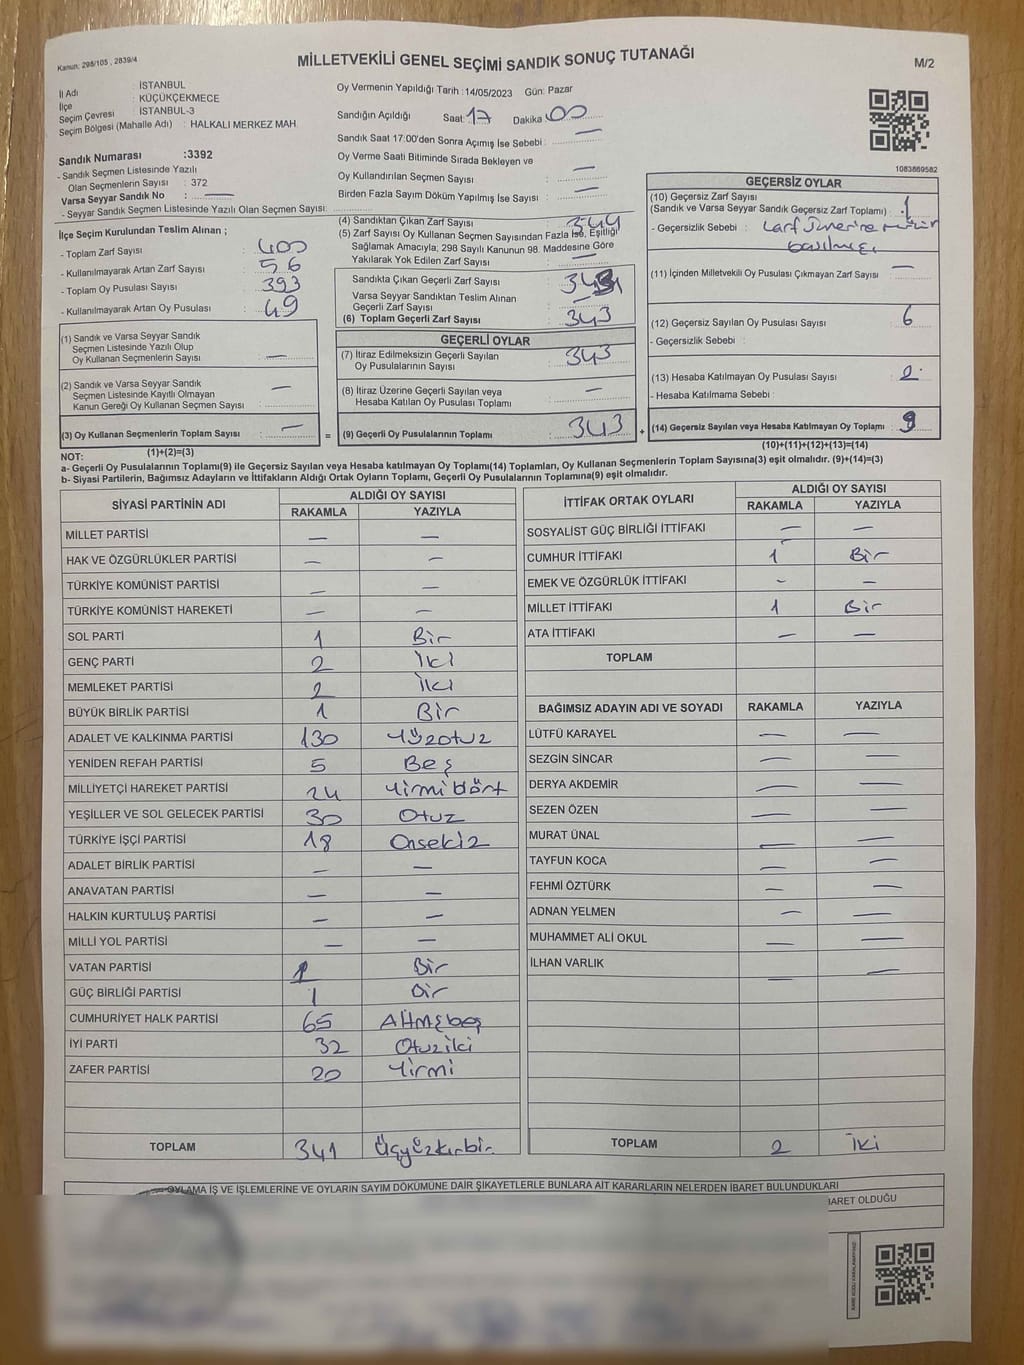 Kanun: 298/105 , 2839/4
MİLLETVEKİLİ GENEL SEÇİMİ SANDIK SONUÇ TUTANAĞI
M/2
İl Adı : İSTANBUL
İlçe : KÜÇÜKÇEKMECE
Seçim Çevresi : İSTANBUL-3
Seçim Bölgesi (Mahalle Adı) : HALKALI MERKEZ MAH.
Sandık Numarası :3392
- Sandık Seçmen Listesinde Yazılı
Olan Seçmenlerin Sayısı : 372
Varsa Seyyar Sandık No : —
- Seyyar Sandık Seçmen Listesinde Yazılı Olan Seçmen Sayısı:
Oy Vermenin Yapıldığı Tarih :14/05/2023 Gün: Pazar
Sandığın Açıldığı Saat 17 Dakika 00
Sandık Saat 17:00'den Sonra Açımış İse Sebebi : —
Oy Verme Saati Bitiminde Sırada Bekleyen ve
Oy Kullandırılan Seçmen Sayısı : —
Birden Fazla Sayım Döküm Yapılmış İse Sayısı : —
1083869582
İlçe Seçim Kurulundan Teslim Alınan ;
- Toplam Zarf Sayısı : 400
- Kullanılmayarak Artan Zarf Sayısı : 56
- Toplam Oy Pusulası Sayısı : 393
- Kullanılmayarak Artan Oy Pusulası : 49
(1) Sandık ve Varsa Seyyar Sandık
Seçmen Listesinde Yazılı Olup
Oy Kullanan Seçmenlerin Sayısı : —
(2) Sandık ve Varsa Seyyar Sandık
Seçmen Listesinde Kayıtlı Olmayan
Kanun Gereği Oy Kullanan Seçmen Sayısı : —
(3) Oy Kullanan Seçmenlerin Toplam Sayısı : —
(1)+(2)=(3)
(4) Sandıktan Çıkan Zarf Sayısı : 344
(5) Zarf Sayısı Oy Kullanan Seçmen Sayısından Fazla İse, Eşitliği
Sağlamak Amacıyla, 298 Sayılı Kanunun 98. Maddesine Göre
Yakılarak Yok Edilen Zarf Sayısı : —
Sandıkta Çıkan Geçerli Zarf Sayısı
Varsa Seyyar Sandıktan Teslim Alınan
Geçerli Zarf Sayısı : —
(6) Toplam Geçerli Zarf Sayısı : 343
GEÇERLİ OYLAR
(7) İtiraz Edilmeksizin Geçerli Sayılan
Oy Pusulalarının Sayısı : 343
(8) İtiraz Üzerine Geçerli Sayılan veya
Hesaba Katılan Oy Pusulası Toplamı : —
= (9) Geçerli Oy Pusulalarının Toplamı : 343 +
GEÇERSİZ OYLAR
(10) Geçersiz Zarf Sayısı
(Sandık ve Varsa Seyyar Sandık Geçersiz Zarf Toplamı) : 1
- Geçersizlik Sebebi : zarf üzerine mühür
basılmış.
(11) İçinden Milletvekili Oy Pusulası Çıkmayan Zarf Sayısı : —
(12) Geçersiz Sayılan Oy Pusulası Sayısı : 6
- Geçersizlik Sebebi :
(13) Hesaba Katılmayan Oy Pusulası Sayısı : 2
- Hesaba Katılmama Sebebi :
(14) Geçersiz Sayılan veya Hesaba Katılmayan Oy Toplamı : 9
(10)+(11)+(12)+(13)=(14)
NOT:
a- Geçerli Oy Pusulalarının Toplamı(9) ile Geçersiz Sayılan veya Hesaba katılmayan Oy Toplamı(14) Toplamları, Oy Kullanan Seçmenlerin Toplam Sayısına(3) eşit olmalıdır. (9)+(14)=(3)
b- Siyasi Partilerin, Bağımsız Adayların ve İttifakların Aldığı Ortak Oyların Toplamı, Geçerli Oy Pusulalarının Toplamına(9) eşit olmalıdır.
SİYASİ PARTİNİN ADI ALDIĞI OY SAYISI
RAKAMLA YAZIYLA
MİLLET PARTİSİ — —
HAK VE ÖZGÜRLÜKLER PARTİSİ — —
TÜRKİYE KOMÜNİST PARTİSİ — —
TÜRKİYE KOMÜNİST HAREKETİ — —
SOL PARTİ 1 Bir
GENÇ PARTİ 2 İki
MEMLEKET PARTİSİ 2 İki
BÜYÜK BİRLİK PARTİSİ 1 Bir
ADALET VE KALKINMA PARTİSİ 130 Yüzotuz
YENİDEN REFAH PARTİSİ 5 Beş
MİLLİYETÇİ HAREKET PARTİSİ 24 Yirmidört
YEŞİLLER VE SOL GELECEK PARTİSİ 30 Otuz
TÜRKİYE İŞÇİ PARTİSİ 18 Onsekiz
ADALET BİRLİK PARTİSİ — —
ANAVATAN PARTİSİ — —
HALKIN KURTULUŞ PARTİSİ — —
MİLLİ YOL PARTİSİ — —
VATAN PARTİSİ 1 Bir
GÜÇ BİRLİĞİ PARTİSİ 1 Bir
CUMHURİYET HALK PARTİSİ 65 Altmışbeş
İYİ PARTİ 32 Otuziki
ZAFER PARTİSİ 20 Yirmi
TOPLAM 341 Üçyüzkırkbir
İTTİFAK ORTAK OYLARI ALDIĞI OY SAYISI
RAKAMLA YAZIYLA
SOSYALİST GÜÇ BİRLİĞİ İTTİFAKI — —
CUMHUR İTTİFAKI 1 Bir
EMEK VE ÖZGÜRLÜK İTTİFAKI - —
MİLLET İTTİFAKI 1 Bir
ATA İTTİFAKI — —
TOPLAM
BAĞIMSIZ ADAYIN ADI VE SOYADI RAKAMLA YAZIYLA
LÜTFÜ KARAYEL — —
SEZGİN SİNCAR — —
DERYA AKDEMİR — —
SEZEN ÖZEN — —
MURAT ÜNAL — —
TAYFUN KOCA — —
FEHMİ ÖZTÜRK — —
ADNAN YELMEN — —
MUHAMMET ALİ OKUL — —
İLHAN VARLIK — —
TOPLAM 2 İki
OYLAMA İŞ VE İŞLEMLERİNE VE OYLARIN SAYIM DÖKÜMÜNE DAİR ŞİKAYETLERLE BUNLARA AİT KARARLARIN NELERDEN İBARET BULUNDUKLARI
İBARET OLDUĞU